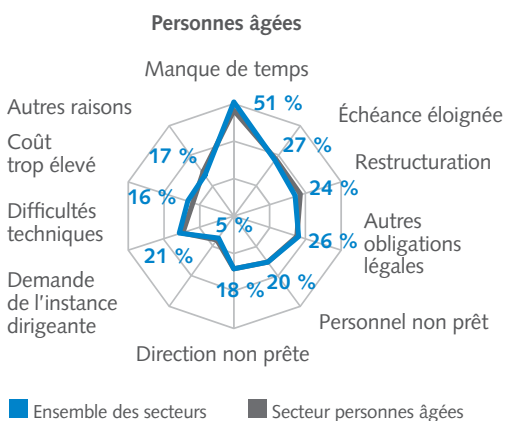 Personnes âgées
Manque de temps
51 %
Échéance éloignée
27 %
Restructuration
24 %
Autres
obligations
légales
26 %
Personnel non prêt
20 %
Direction non prête
18 %
Demande
de l'instance
dirigeante
5 %
Difficultés
techniques
21 %
Coût
trop élevé
16 %
Autres raisons
17 %
Ensemble des secteurs
Secteur personnes âgées